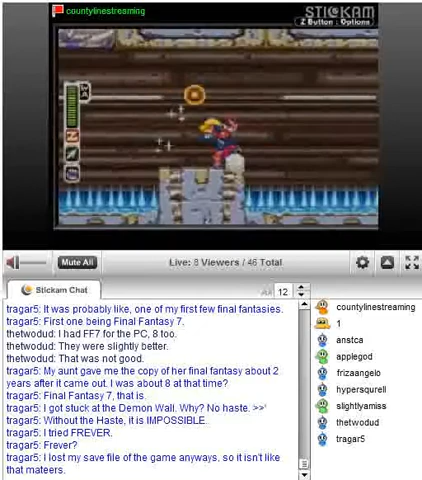 countylinestreaming
STICKAM
Z Button : Options
Mute All
Live: 8 Viewers / 46 Total
Stickam Chat
AA 12
tragar5: It was probably like, one of my first few final fantasies.
tragar5: First one being Final Fantasy 7.
thetwodud: I had FF7 for the PC, 8 too.
thetwodud: They were slightly better.
thetwodud: That was not good.
tragar5: My aunt gave me the copy of her final fantasy about 2
years after it came out. I was about 8 at that time?
tragar5: Final Fantasy 7, that is.
tragar5: I got stuck at the Demon Wall. Why? No haste. >>'
tragar5: Without the Haste, it is IMPOSSIBLE.
tragar5: I tried FREVER.
tragar5: Frever?
tragar5: I lost my save file of the game anyways, so it isn't like
that mateers.
countylinestreaming
1
anstca
applegod
frizaangelo
hypersqurell
slightlyamiss
thetwodud
tragar5